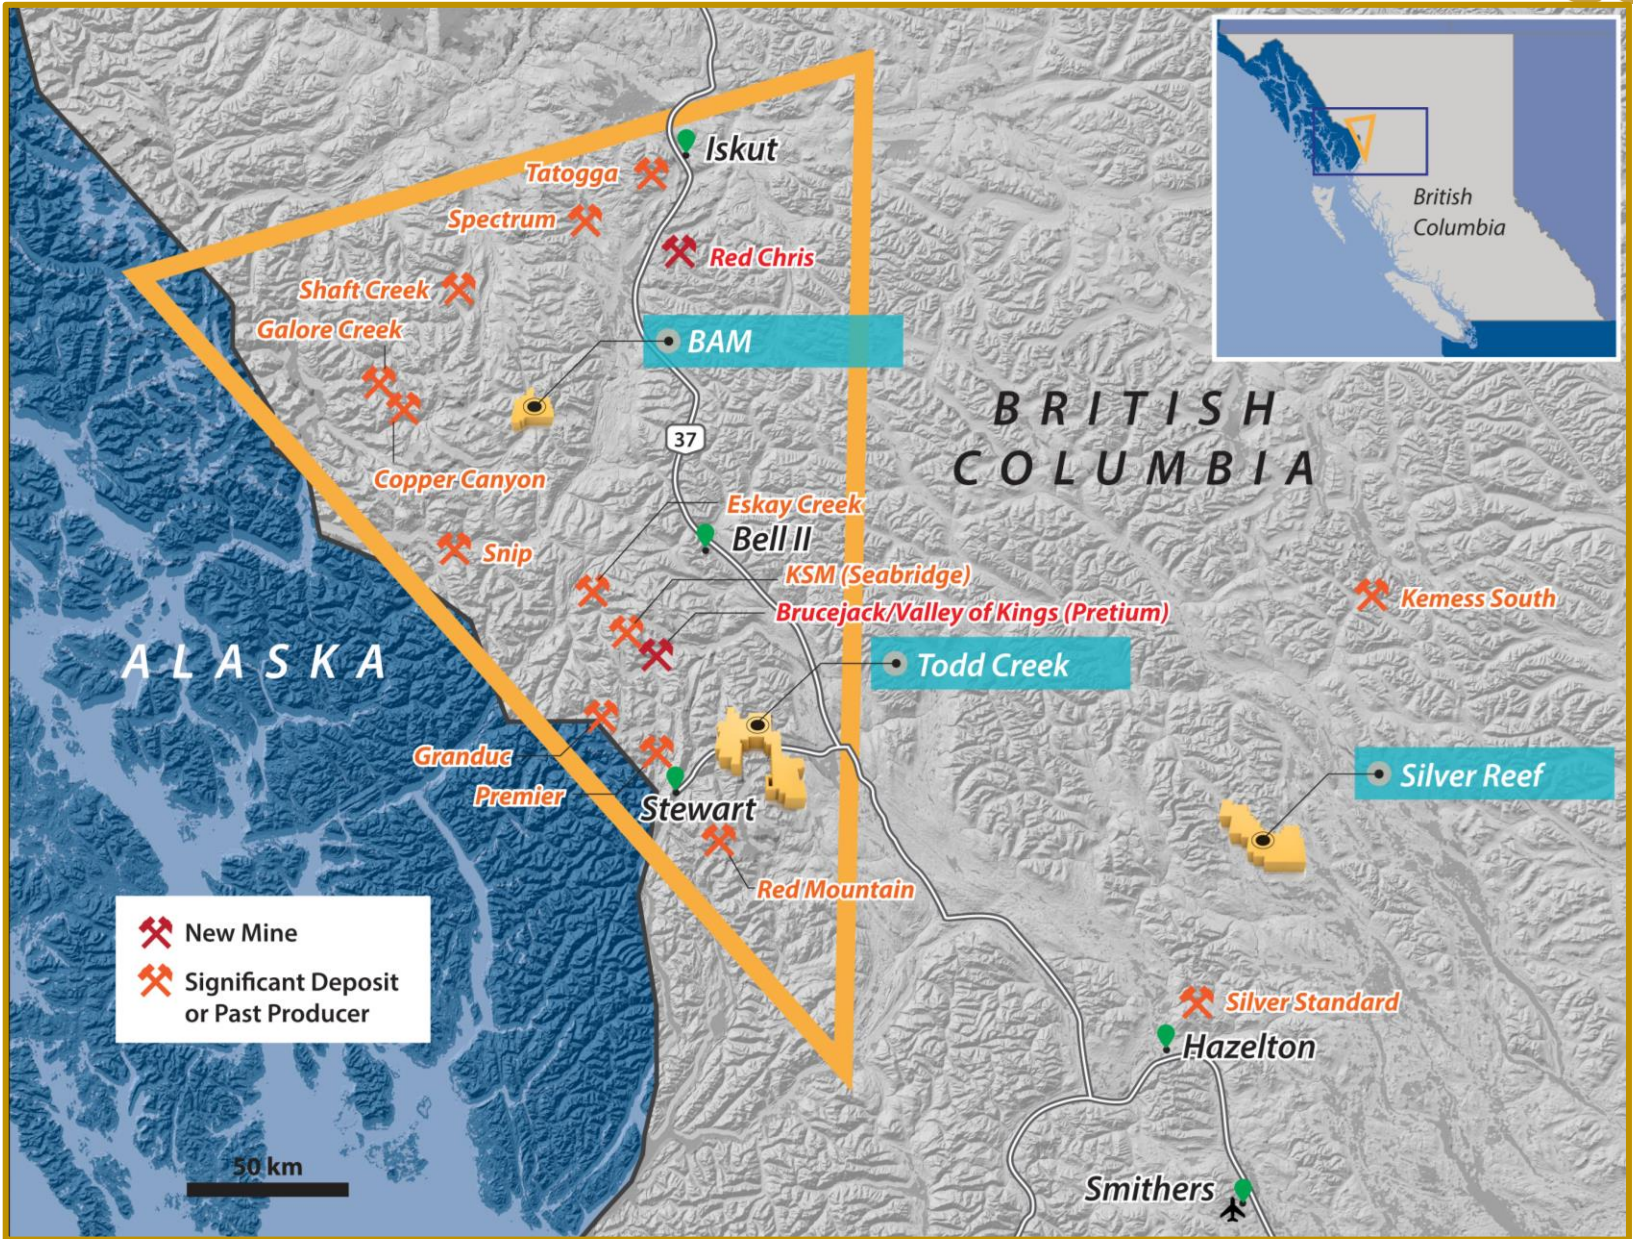 Iskut
Tatogga
Spectrum
Red Chris
Shaft Creek
Galore Creek
BAM
37
Copper Canyon
Eskay Creek
Bell II
Snip
KSM (Seabridge)
Brucejack/Valley of Kings (Pretium)
Todd Creek
Granduc
Premier
Stewart
Red Mountain
ALASKA
BRITISH
COLUMBIA
British
Columbia
Kemess South
Silver Reef
Silver Standard
Hazelton
Smithers
New Mine
Significant Deposit
or Past Producer
50 km